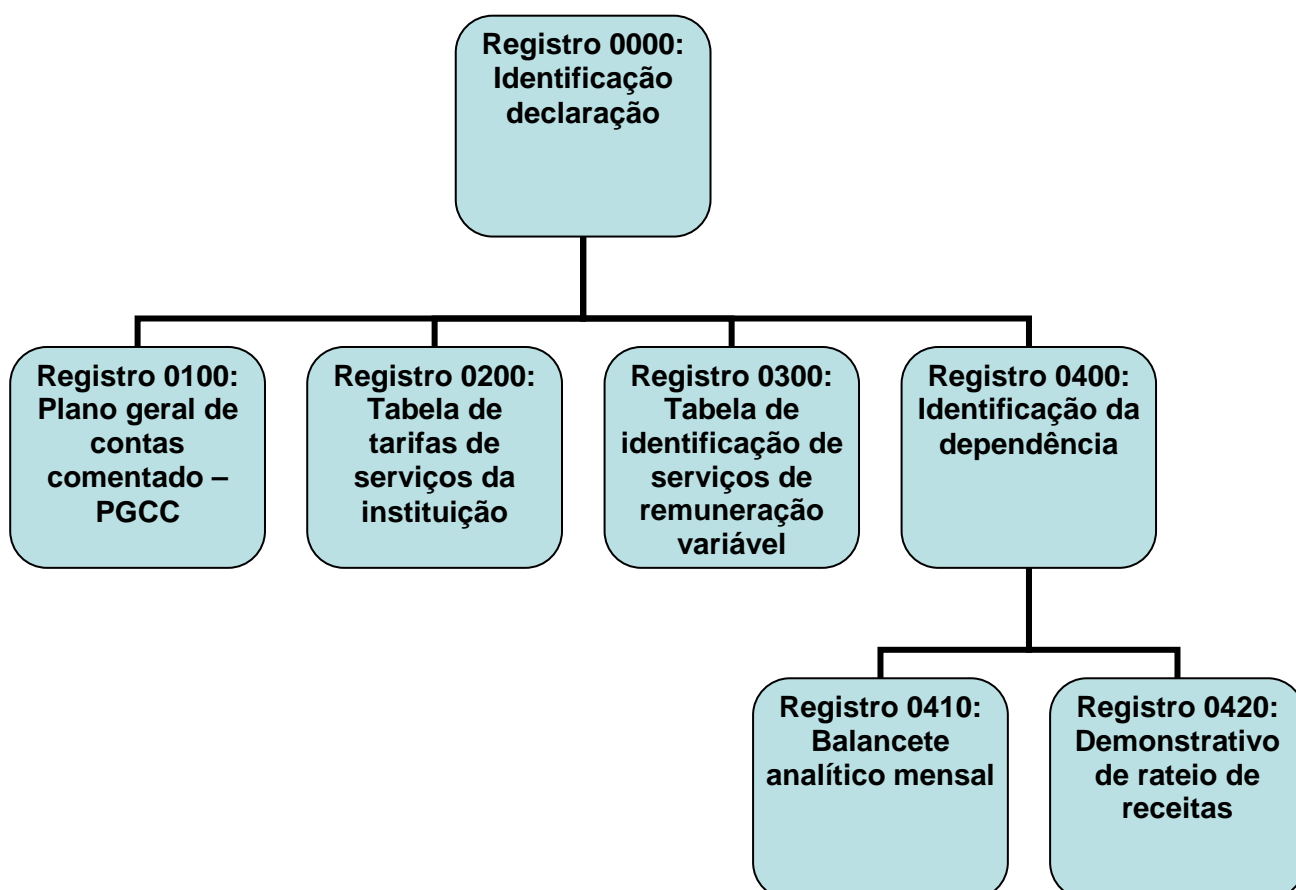 Registro 0000:
Identificação
declaração
Registro 0100:
Plano geral de
contas
comentado –
PGCC
Registro 0200:
Tabela de
tarifas de
serviços da
instituição
Registro 0300:
Tabela de
identificação de
serviços de
remuneração
variável
Registro 0400:
Identificação da
dependência
Registro 0410:
Balancete
analítico mensal
Registro 0420:
Demonstrativo
de rateio de
receitas